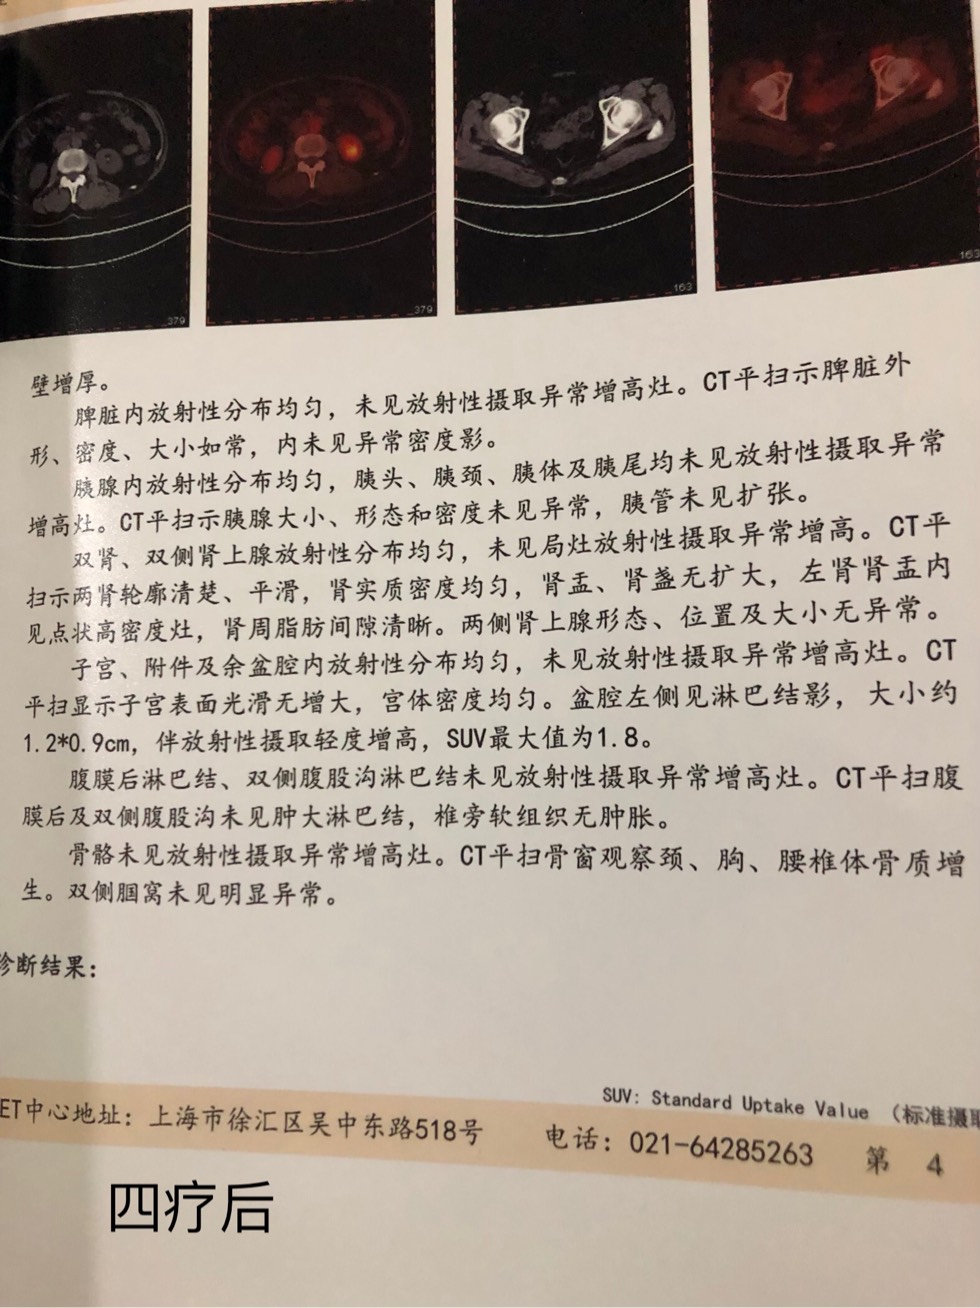 379
379
163
163
壁增厚。
脾脏内放射性分布均匀，未见放射性摄取异常增高灶。CT平扫示脾脏外
形、密度、大小如常，内未见异常密度影。
胰腺内放射性分布均匀，胰头、胰颈、胰体及胰尾均未见放射性摄取异常
增高灶。CT平扫示胰腺大小、形态和密度未见异常，胰管未见扩张。
双肾、双侧肾上腺放射性分布均匀，未见局灶放射性摄取异常增高。CT平
扫示两肾轮廓清楚、平滑，肾实质密度均匀，肾盂、肾盏无扩大，左肾肾盂内
见点状高密度灶，肾周脂肪间隙清晰。两侧肾上腺形态、位置及大小无异常。
子宫、附件及余盆腔内放射性分布均匀，未见放射性摄取异常增高灶。CT
平扫显示子宫表面光滑无增大，宫体密度均匀。盆腔左侧见淋巴结影，大小约
1.2*0.9cm，伴放射性摄取轻度增高，SUV最大值为1.8。
腹膜后淋巴结、双侧腹股沟淋巴结未见放射性摄取异常增高灶。CT平扫腹
膜后及双侧腹股沟未见肿大淋巴结，椎旁软组织无肿胀。
骨骼未见放射性摄取异常增高灶。CT平扫骨窗观察颈、胸、腰椎体骨质增
生。双侧腘窝未见明显异常。
诊断结果：
SUV: Standard Uptake Value （标准摄取
ET中心地址：上海市徐汇区吴中东路518号 电话：021-64285263 第 4
四疗后